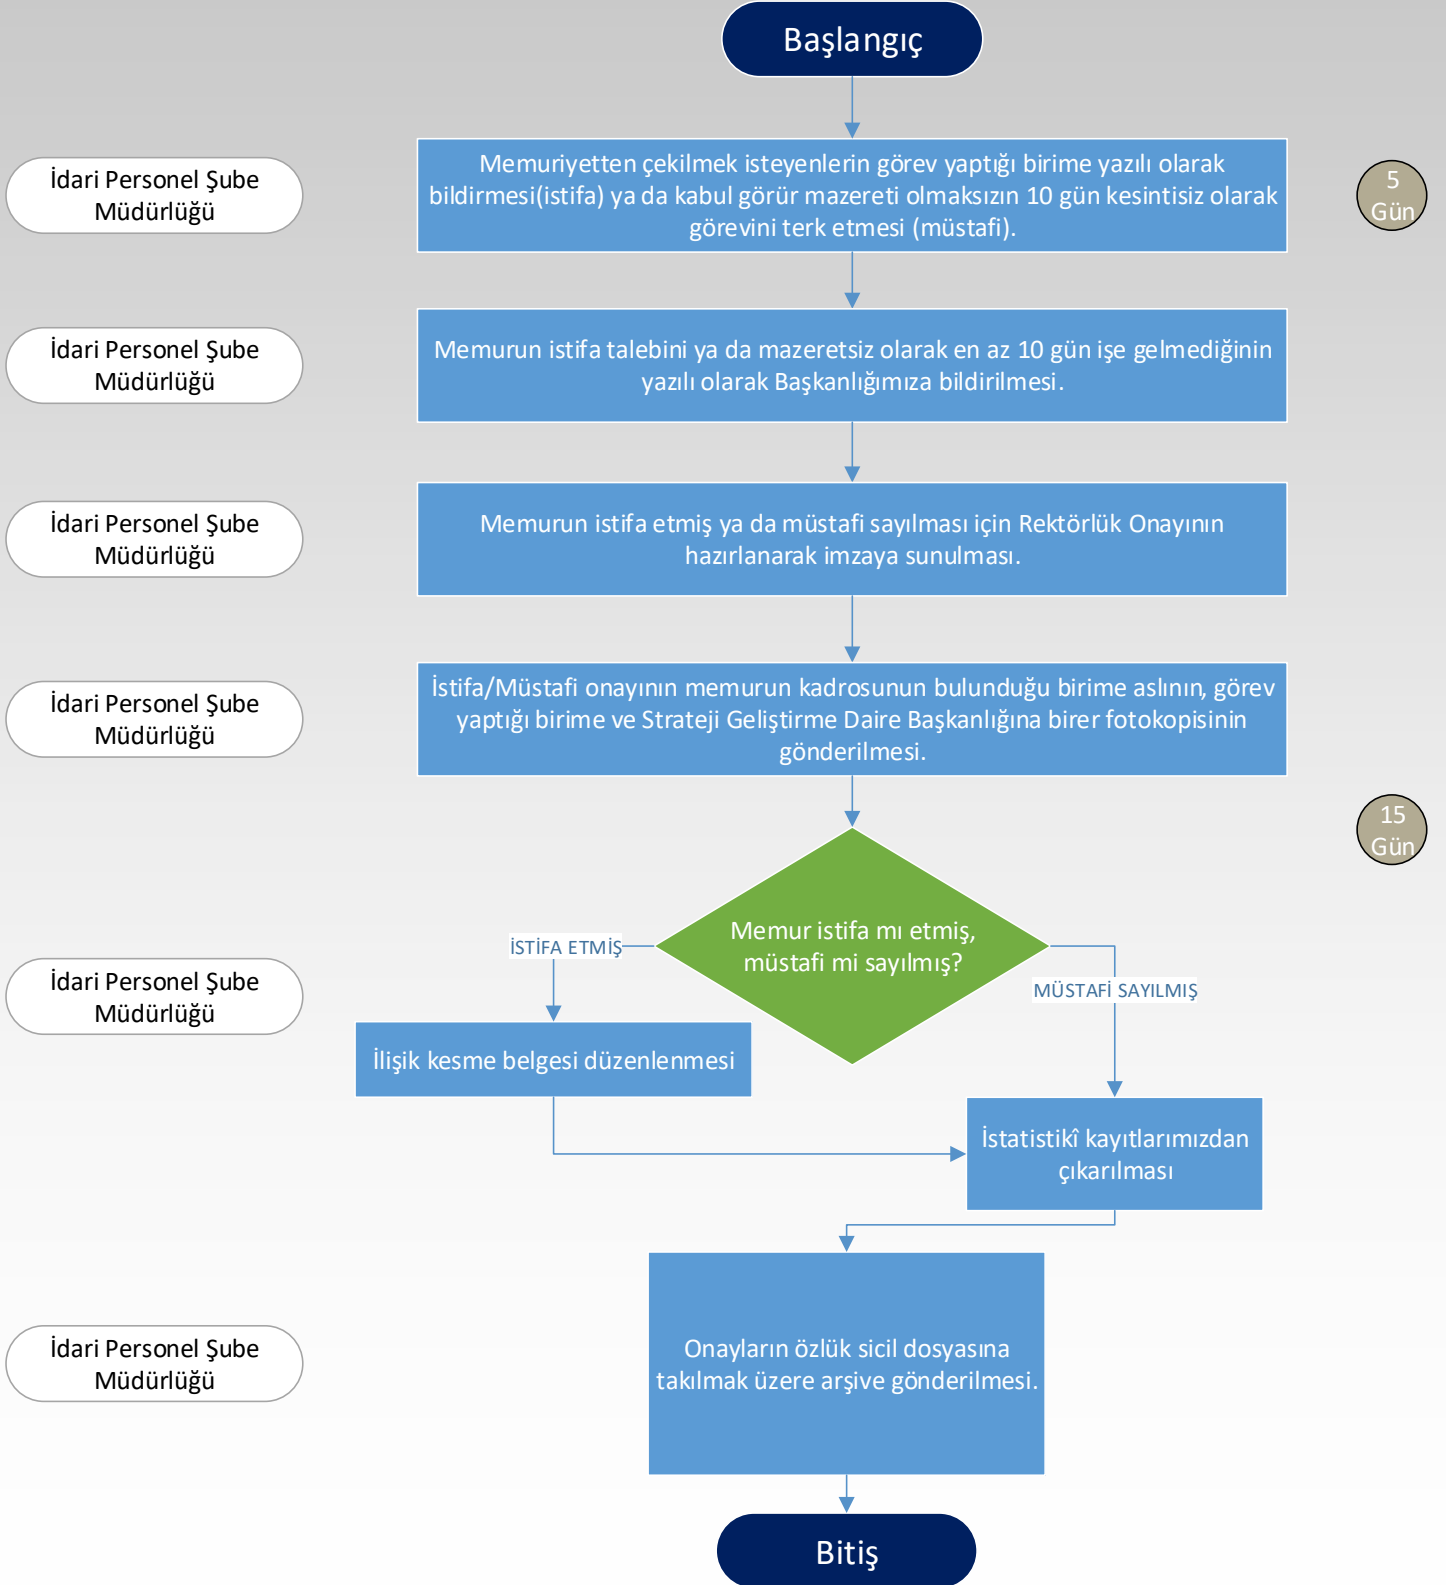 Başlangıç
İdari Personel Şube
Müdürlüğü
Memuriyetten çekilmek isteyenlerin görev yaptığı birime yazılı olarak
bildirmesi(istifa) ya da kabul görür mazereti olmaksızın 10 gün kesintisiz olarak
görevini terk etmesi (müstafi).
5
Gün
İdari Personel Şube
Müdürlüğü
Memurun istifa talebini ya da mazeretsiz olarak en az 10 gün işe gelmediğinin
yazılı olarak Başkanlığımıza bildirilmesi.
İdari Personel Şube
Müdürlüğü
Memurun istifa etmiş ya da müstafi sayılması için Rektörlük Onayının
hazırlanarak imzaya sunulması.
İdari Personel Şube
Müdürlüğü
İstifa/Müstafi onayının memurun kadrosunun bulunduğu birime aslının, görev
yaptığı birime ve Strateji Geliştirme Daire Başkanlığına birer fotokopisinin
gönderilmesi.
15
Gün
Memur istifa mı etmiş,
müstafi mi sayılmış?
İSTİFA ETMİŞ
MÜSTAFİ SAYILMIŞ
İdari Personel Şube
Müdürlüğü
İlişik kesme belgesi düzenlenmesi
İstatistikî kayıtlarımızdan
çıkarılması
İdari Personel Şube
Müdürlüğü
Onayların özlük sicil dosyasına
takılmak üzere arşive gönderilmesi.
Bitiş